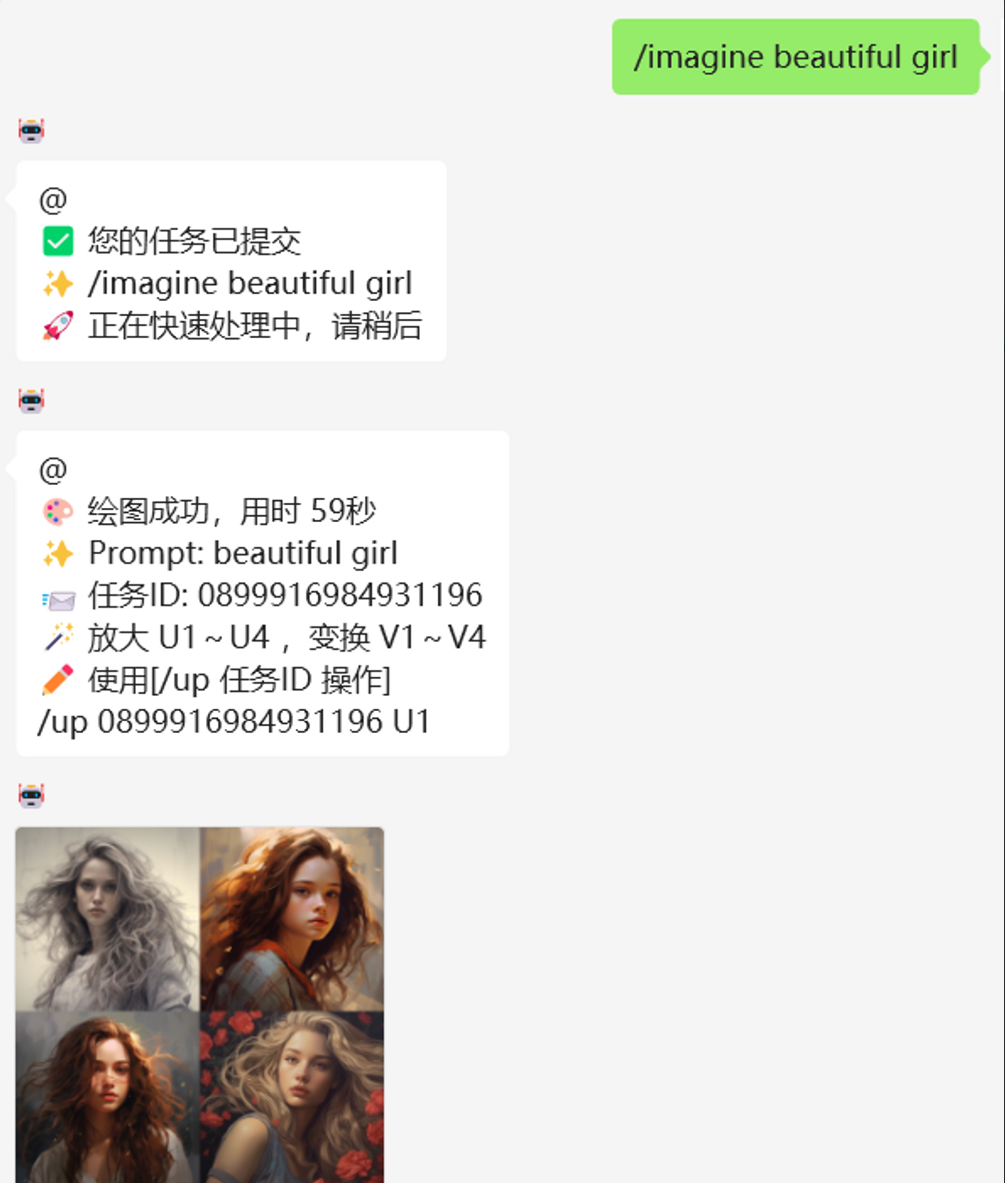 /imagine beautiful girl
@
✅ 您的任务已提交
✨ /imagine beautiful girl
🚀 正在快速处理中，请稍后
@
🎨 绘图成功，用时 59秒
✨ Prompt: beautiful girl
📨 任务ID: 0899916984931196
🪄 放大 U1～U4 ，变换 V1～V4
✏️ 使用[/up 任务ID 操作]
/up 0899916984931196 U1